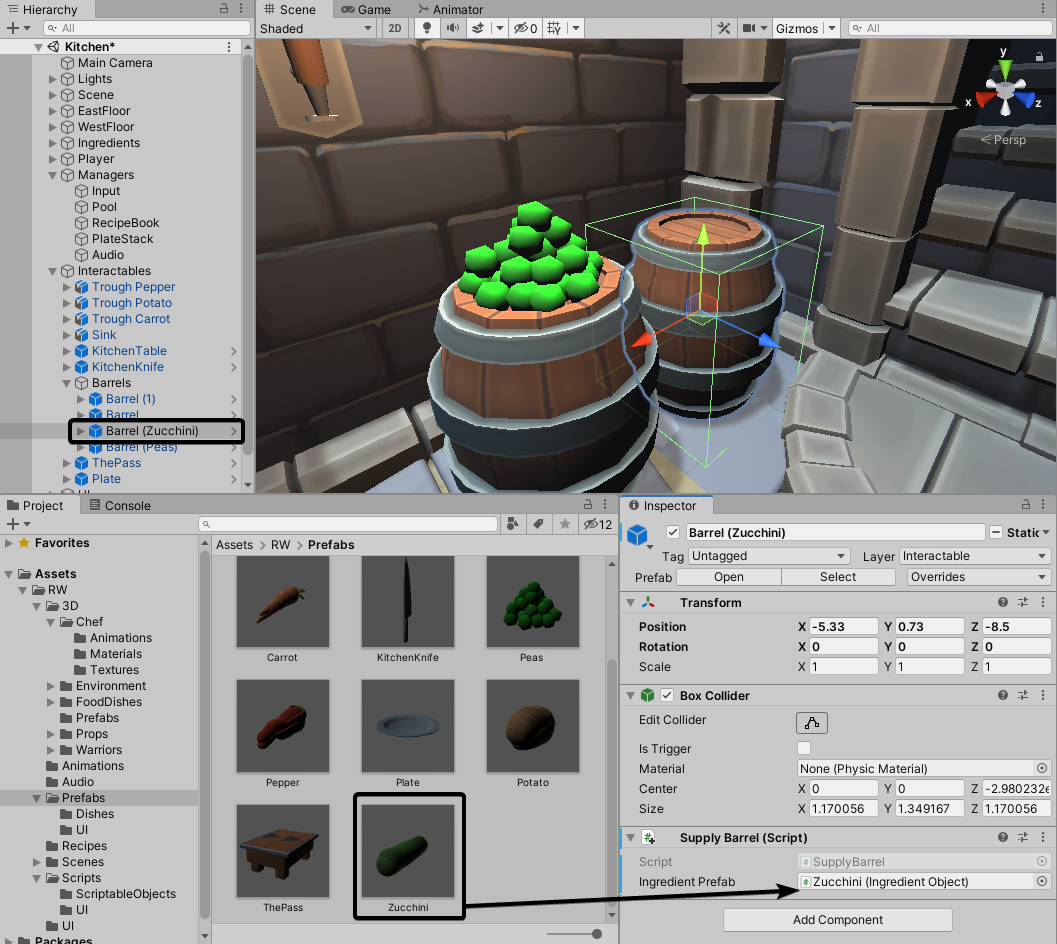 Hierarchy
All
Kitchen*
Main Camera
Lights
Scene
EastFloor
WestFloor
Ingredients
Player
Managers
Input
Pool
RecipeBook
PlateStack
Audio
Interactables
Trough Pepper
Trough Potato
Trough Carrot
Sink
KitchenTable
KitchenKnife
Barrels
Barrel (1)
Barrel
Barrel (Zucchini)
Barrel (Peas)
ThePass
Plate
UI
Scene Game Animator
Shaded 2D 0 Gizmos All
y
x z
Persp
Project Console
12
Favorites
Assets
RW
3D
Chef
Animations
Materials
Textures
Environment
FoodDishes
Prefabs
Props
Warriors
Animations
Audio
Prefabs
Dishes
UI
Recipes
Scenes
Scripts
ScriptableObjects
UI
UI
Packages
Assets > RW > Prefabs
Carrot KitchenKnife Peas
Pepper Plate Potato
ThePass Zucchini
Inspector
Barrel (Zucchini) Static
Tag Untagged Layer Interactable
Prefab Open Select Overrides
Transform
Position X -5.33 Y 0.73 Z -8.5
Rotation X 0 Y 0 Z 0
Scale X 1 Y 1 Z 1
Box Collider
Edit Collider
Is Trigger
Material None (Physic Material)
Center X 0 Y 0 Z -2.980232e
Size X 1.170056 Y 1.349167 Z 1.170056
Supply Barrel (Script)
Script SupplyBarrel
Ingredient Prefab Zucchini (Ingredient Object)
Add Component